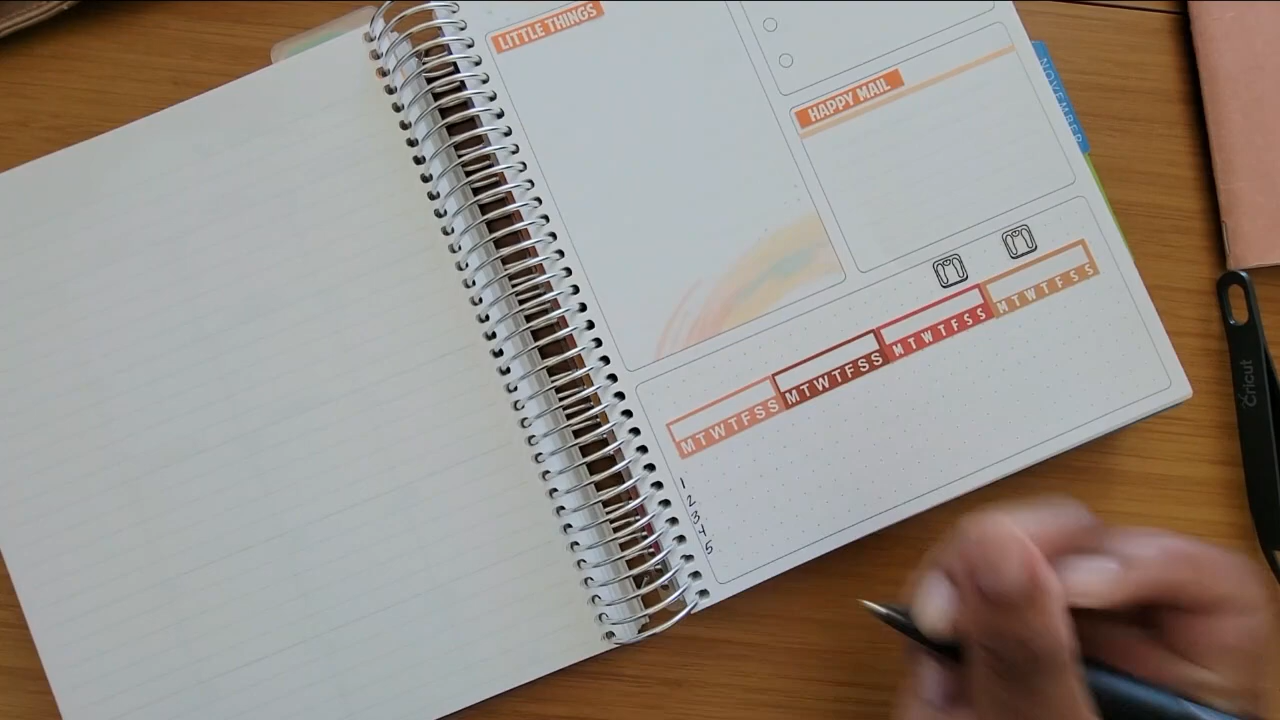 LITTLE THINGS
HAPPY MAIL
NOVEMBER
MTWTFSS
MTWTFSS
MTWTFSS
MTWTFSS
1
2
3
4
5
Cricut